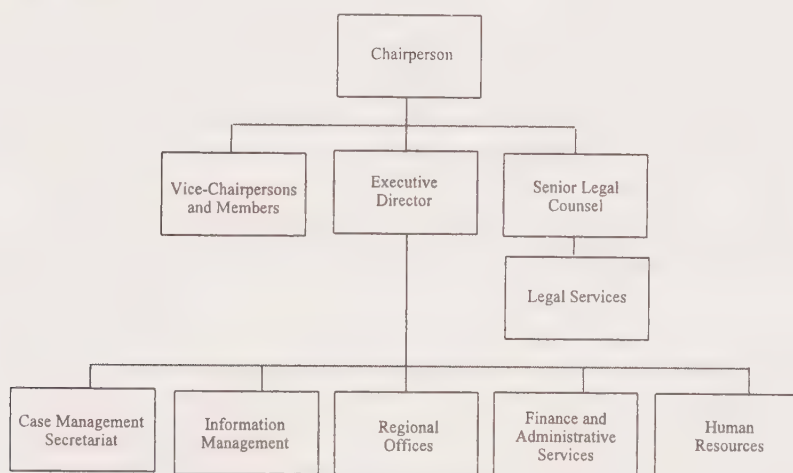 Chairperson
Vice-Chairpersons
and Members
Executive
Director
Senior Legal
Counsel
Legal Services
Case Management
Secretariat
Information
Management
Regional
Offices
Finance and
Administrative
Services
Human
Resources